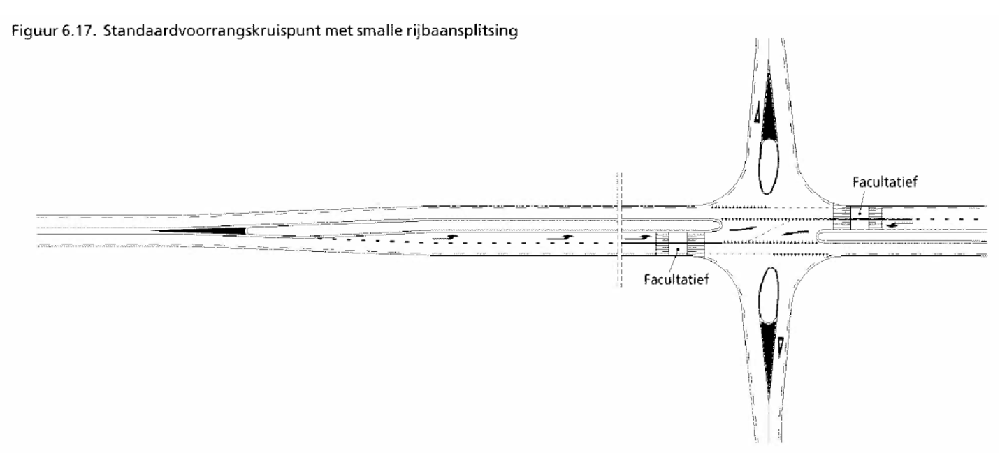 Figuur 6.17. Standaardvoorrangskruispunt met smalle rijbaansplitsing
Facultatief
Facultatief